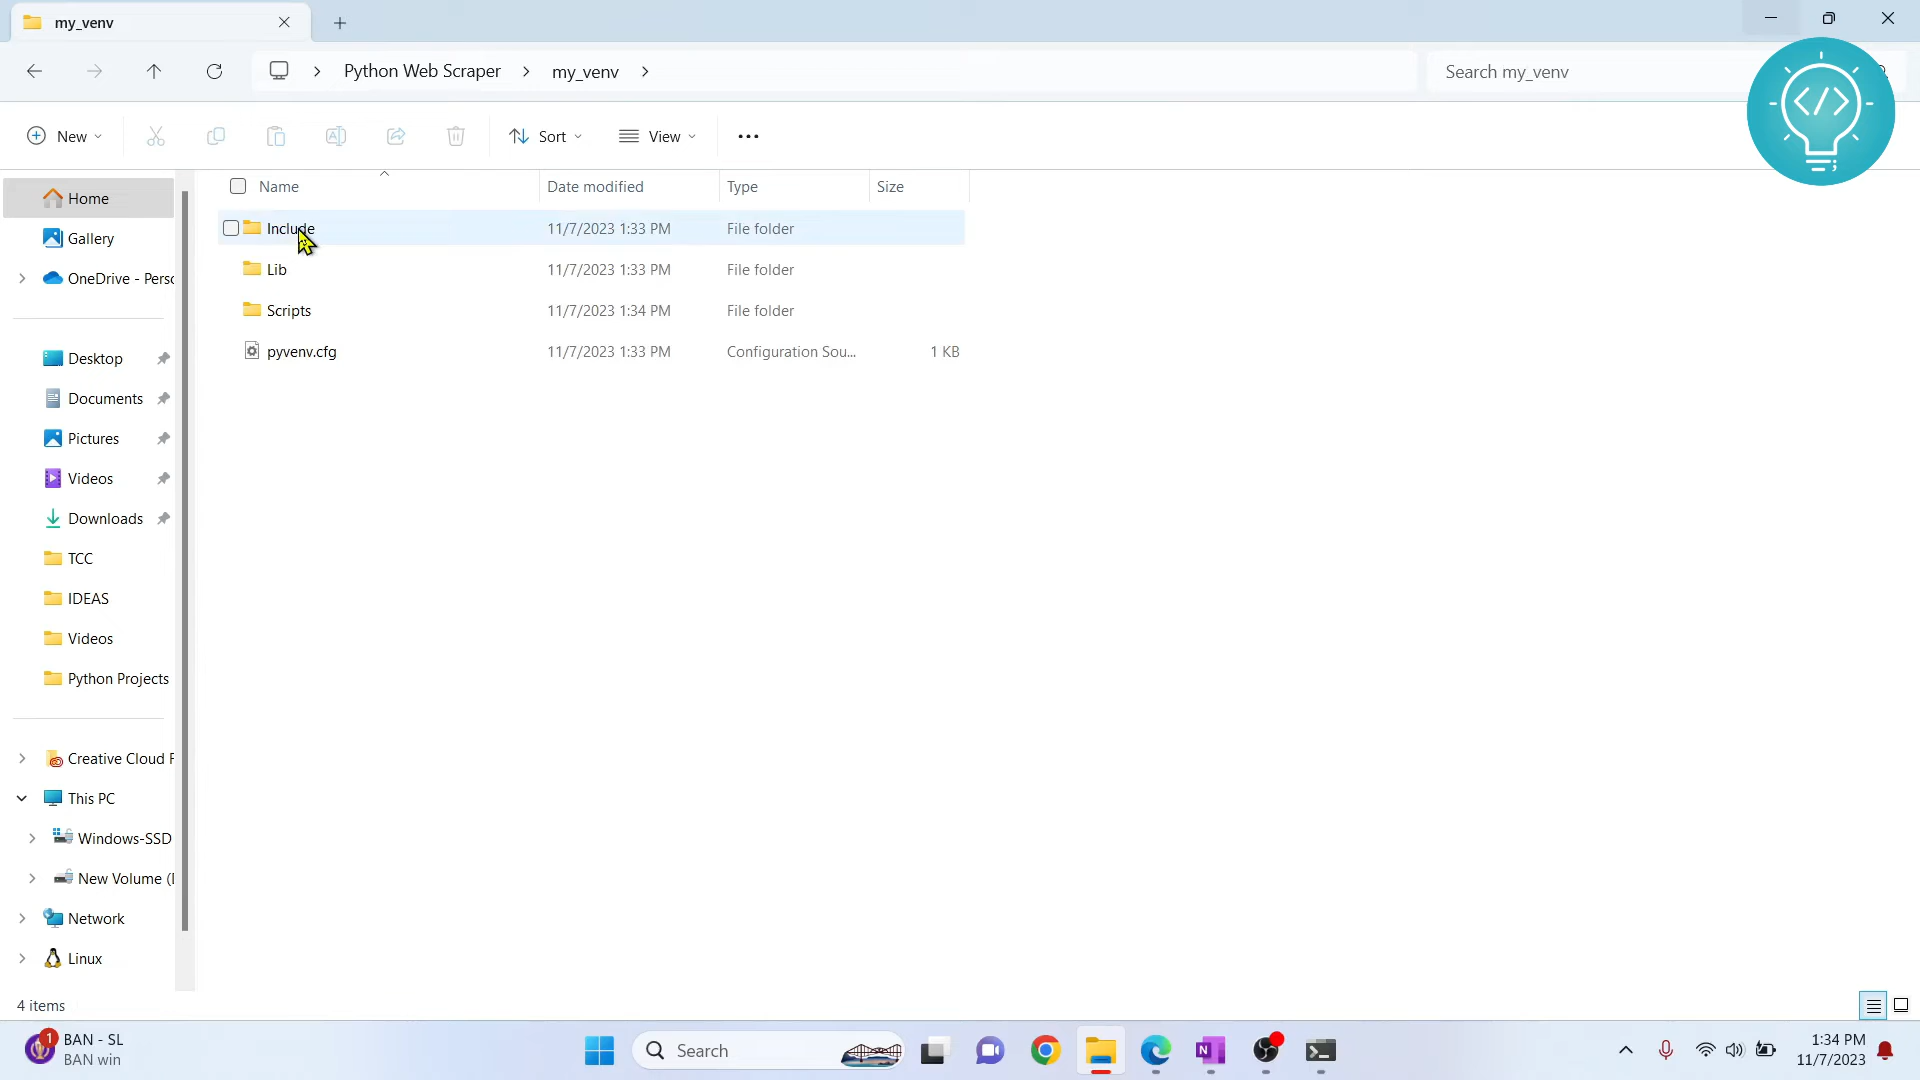 my_venv
Python Web Scraper
my_venv
Search my_venv
New
Sort
View
</>
;
Name
Date modified
Type
Size
Home
Gallery
OneDrive - Perso
Desktop
Documents
Pictures
Videos
Downloads
TCC
IDEAS
Videos
Python Projects
Creative Cloud F
This PC
Windows-SSD
New Volume (
Network
Linux
Include 11/7/2023 1:33 PM File folder
Lib 11/7/2023 1:33 PM File folder
Scripts 11/7/2023 1:34 PM File folder
pyvenv.cfg 11/7/2023 1:33 PM Configuration Sou... 1 KB
4 items
1
BAN - SL
BAN win
Search
N
1:34 PM
11/7/2023